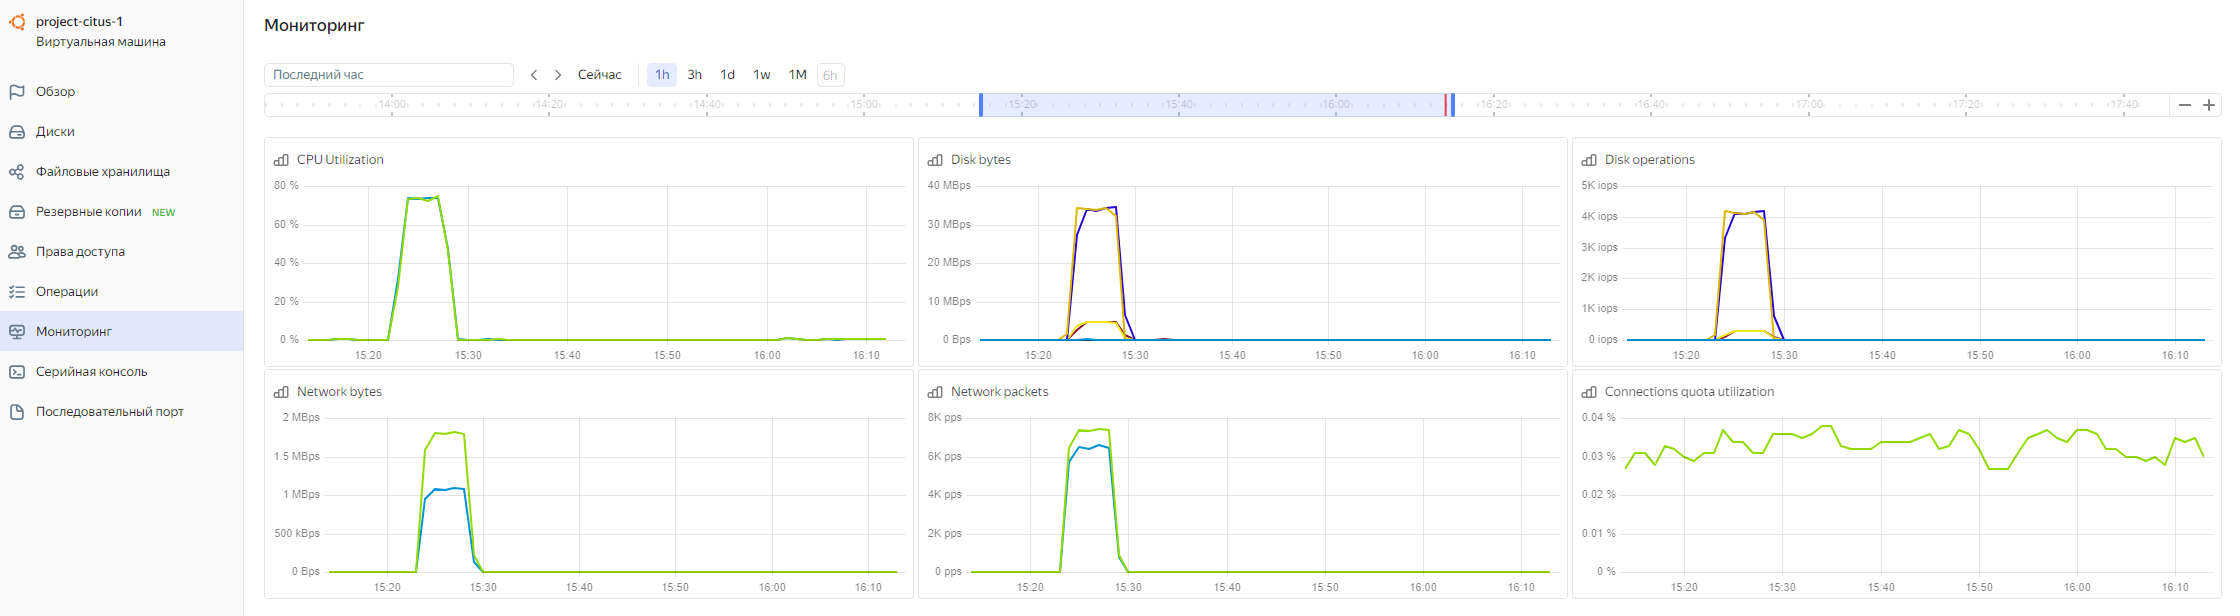 project-citus-1
Виртуальная машина
Обзор
Диски
Файловые хранилища
Резервные копии NEW
Права доступа
Операции
Мониторинг
Серийная консоль
Последовательный порт
Мониторинг
Последний час
Сейчас 1h 3h 1d 1w 1M 6h
14:00 14:20 14:40 15:00 15:20 15:40 16:00 16:20 16:40 17:00 17:20 17:40
CPU Utilization
80 %
60 %
40 %
20 %
0 %
15:20 15:30 15:40 15:50 16:00 16:10
Disk bytes
40 MBps
30 MBps
20 MBps
10 MBps
0 Bps
15:20 15:30 15:40 15:50 16:00 16:10
Disk operations
5K iops
4K iops
3K iops
2K iops
1K iops
0 iops
15:20 15:30 15:40 15:50 16:00 16:10
Network bytes
2 MBps
1.5 MBps
1 MBps
500 kBps
0 Bps
15:20 15:30 15:40 15:50 16:00 16:10
Network packets
8K pps
6K pps
4K pps
2K pps
0 pps
15:20 15:30 15:40 15:50 16:00 16:10
Connections quota utilization
0.04 %
0.03 %
0.02 %
0.01 %
0 %
15:20 15:30 15:40 15:50 16:00 16:10